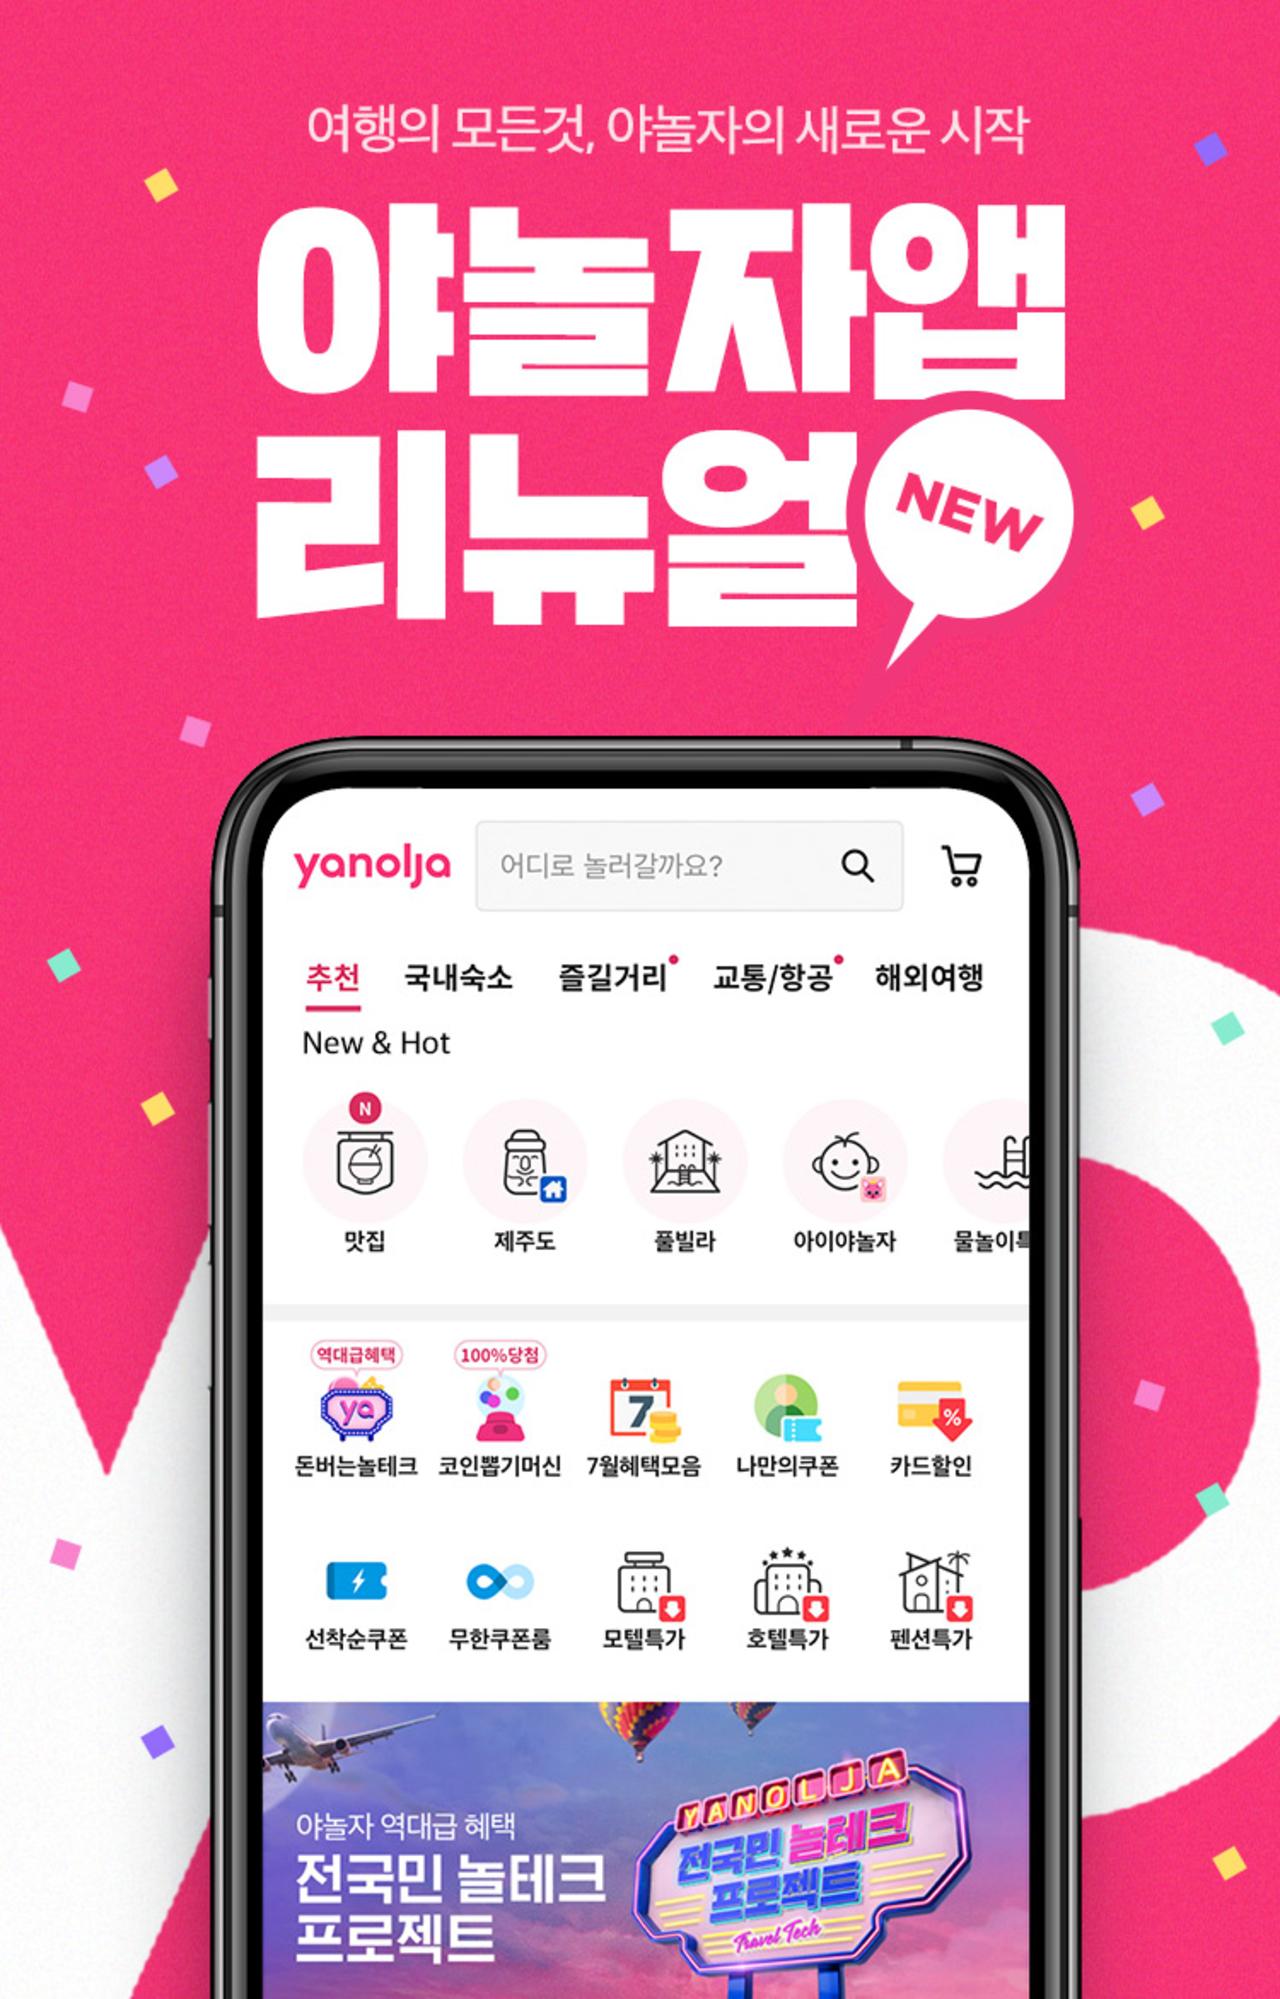 여행의 모든것, 야놀자의 새로운 시작
야놀자앱
리뉴얼
NEW
yanolja
어디로 놀러갈까요?
추천 국내숙소 즐길거리 교통/항공 해외여행
New & Hot
N
맛집 제주도 풀빌라 아이야놀자 물놀이특
역대급혜택 100%당첨
ya 7 %
돈버는놀테크 코인뽑기머신 7월혜택모음 나만의쿠폰 카드할인
선착순쿠폰 무한쿠폰룸 모텔특가 호텔특가 펜션특가
야놀자 역대급 혜택
전국민 놀테크
프로젝트
YANOLJA
전국민 놀테크
프로젝트
Travel Tech